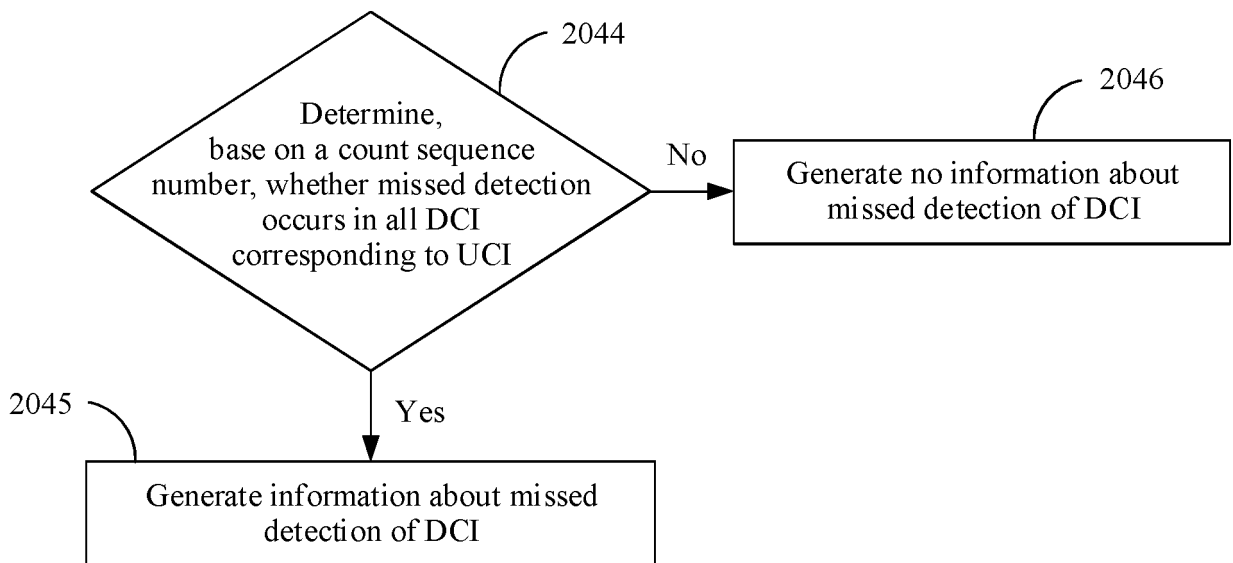 2044
Determine,
base on a count sequence
number, whether missed detection
occurs in all DCI
corresponding to UCI
No
2046
Generate no information about
missed detection of DCI
Yes
2045
Generate information about missed
detection of DCI